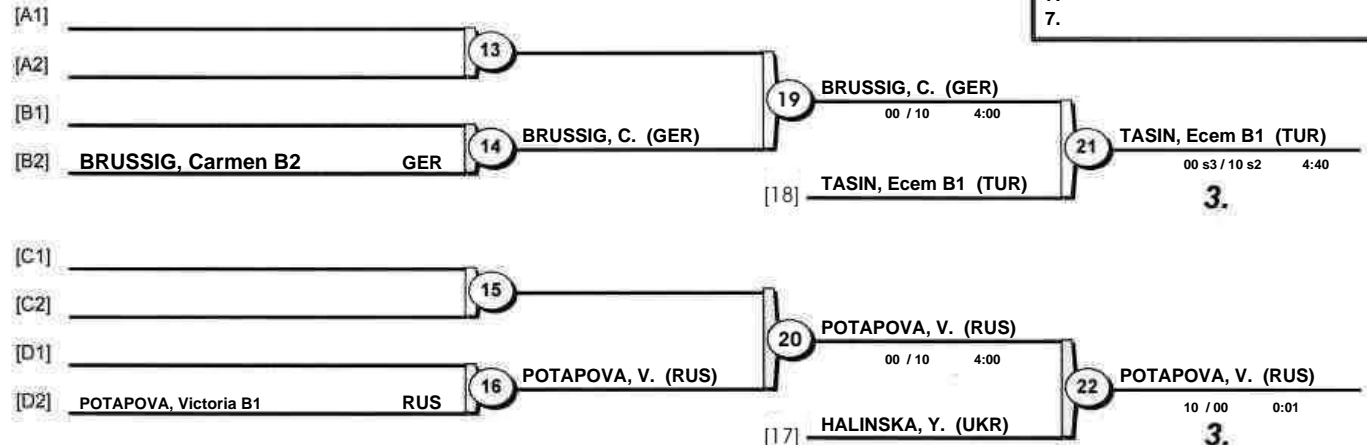 7.
[A1]
13
[A2]
BRUSSIG, C. (GER)
19
00 / 10 4:00
[B1]
BRUSSIG, C. (GER)
TASIN, Ecem B1 (TUR)
14
21
[B2] BRUSSIG, Carmen B2 GER
00 s3 / 10 s2 4:40
TASIN, Ecem B1 (TUR)
[18]
3.
[C1]
15
[C2]
POTAPOVA, V. (RUS)
20
[D1]
00 / 10 4:00
POTAPOVA, V. (RUS)
POTAPOVA, V. (RUS)
16
22
[D2] POTAPOVA, Victoria B1 RUS
10 / 00 0:01
HALINSKA, Y. (UKR)
[17]
3.